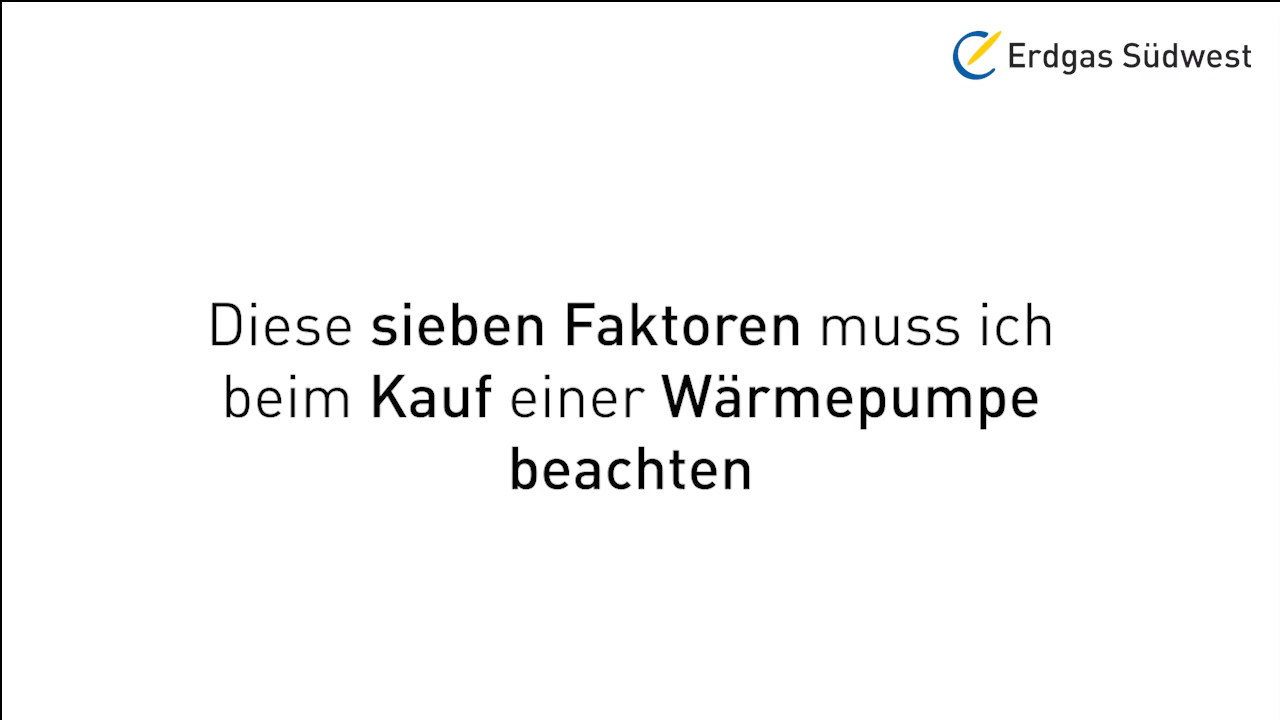 Erdgas Südwest
Diese sieben Faktoren muss ich
beim Kauf einer Wärmepumpe
beachten